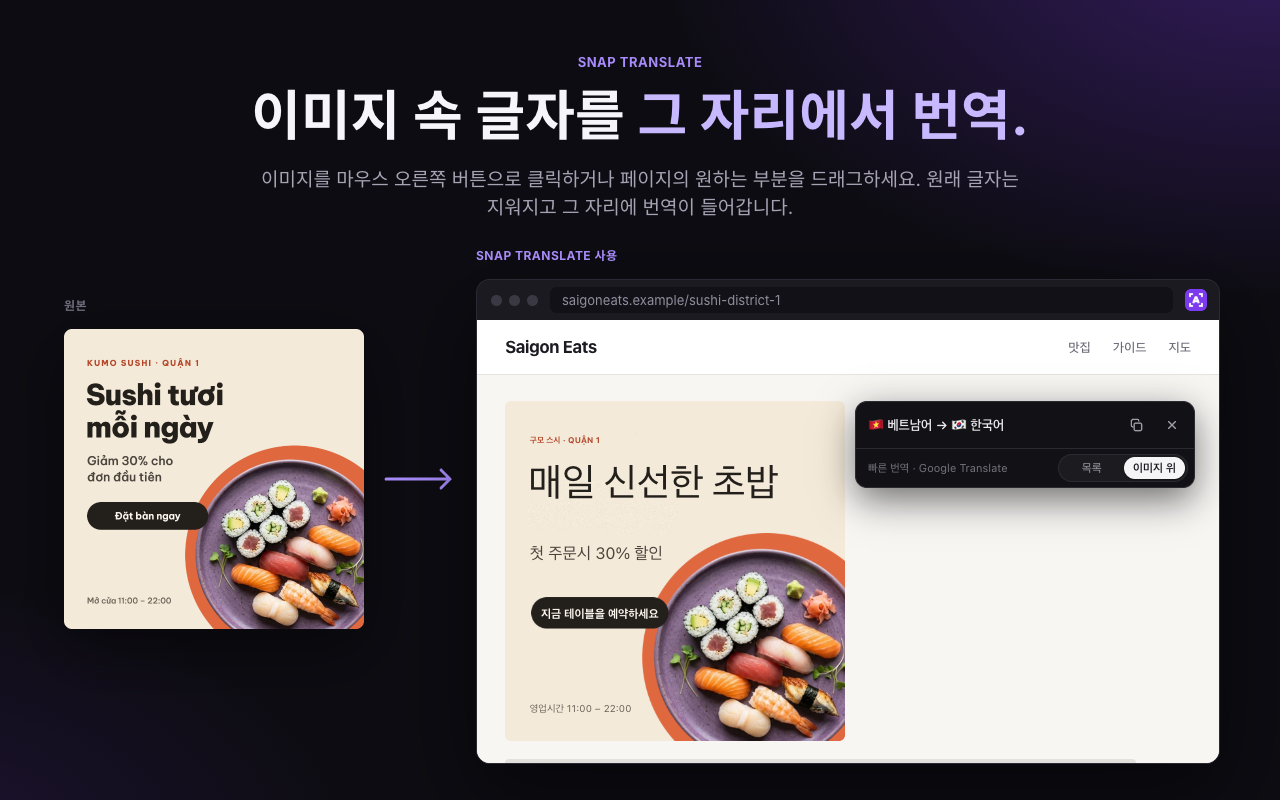 SNAP TRANSLATE
이미지 속 글자를 그 자리에서 번역.
이미지를 마우스 오른쪽 버튼으로 클릭하거나 페이지의 원하는 부분을 드래그하세요. 원래 글자는
지워지고 그 자리에 번역이 들어갑니다.
원본
KUMO SUSHI · QUẬN 1
Sushi tươi
mỗi ngày
Giảm 30% cho
đơn đầu tiên
Đặt bàn ngay
Mở cửa 11:00 – 22:00
SNAP TRANSLATE 사용
saigoneats.example/sushi-district-1
A
Saigon Eats
맛집 가이드 지도
구모 스시 · QUẬN 1
매일 신선한 초밥
첫 주문시 30% 할인
지금 테이블을 예약하세요
영업시간 11:00 – 22:00
베트남어 → 한국어
빠른 번역 · Google Translate
목록 이미지 위